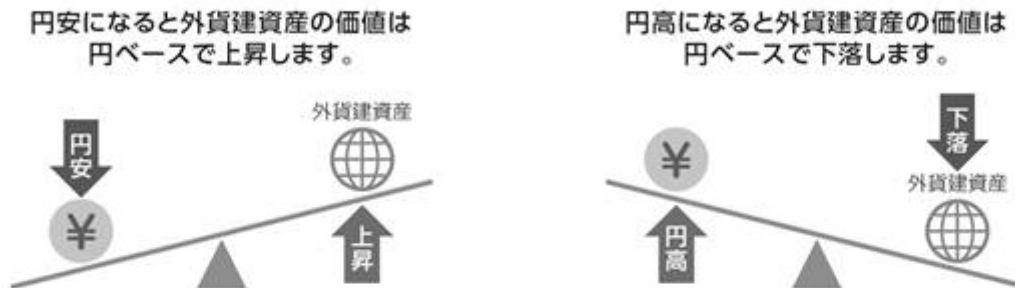 円安になると外貨建資産の価値は
円ベースで上昇します。
外貨建資産
円安
¥
上昇
円高になると外貨建資産の価値は
円ベースで下落します。
下落
¥
外貨建資産
円高